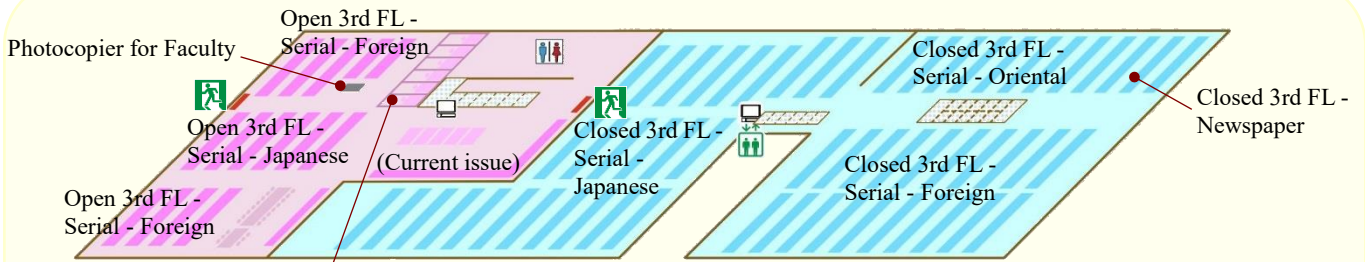 Open 3rd FL -
Serial - Foreign
Photocopier for Faculty
Open 3rd FL -
Serial - Japanese
(Current issue)
Open 3rd FL -
Serial - Foreign
Closed 3rd FL -
Serial -
Japanese
Closed 3rd FL -
Serial - Oriental
Closed 3rd FL -
Newspaper
Closed 3rd FL -
Serial - Foreign